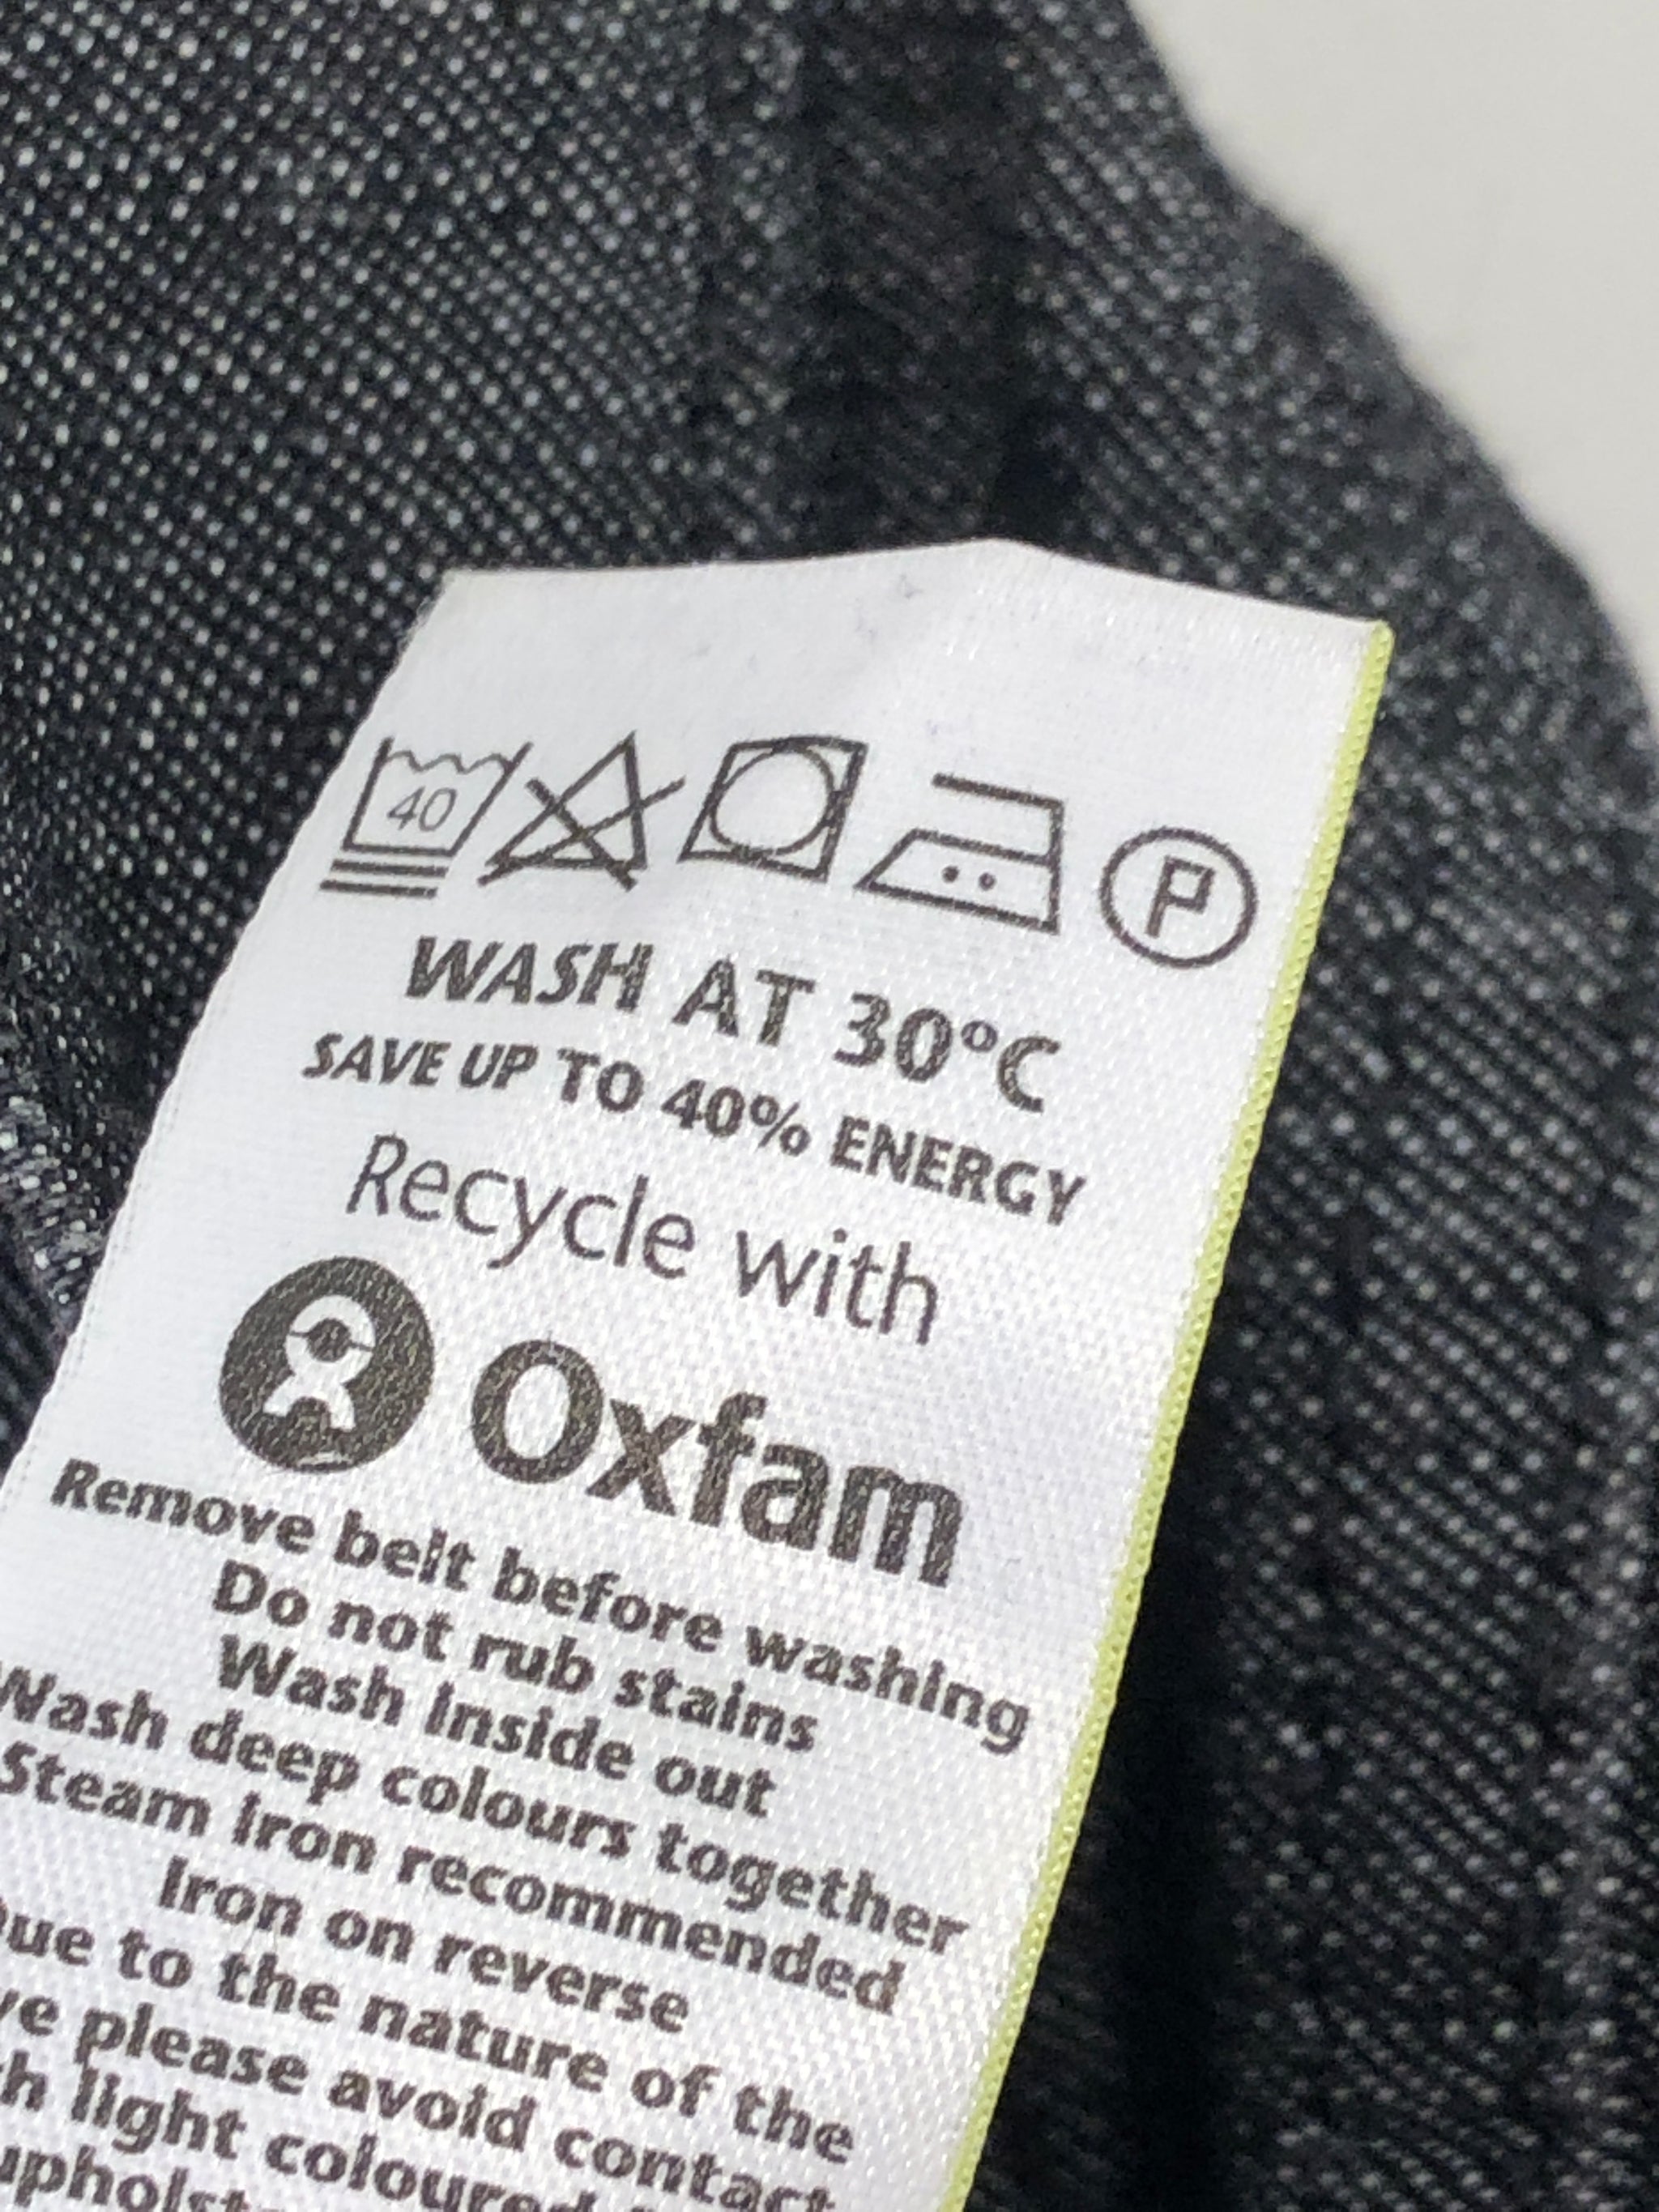 40
P
WASH AT 30°C
SAVE UP TO 40% ENERGY
Recycle with
Oxfam
Remove belt before washing
Do not rub stains
Wash inside out
Wash deep colours together
Steam iron recommended
Iron on reverse
to the nature of the
please avoid contact
light coloured